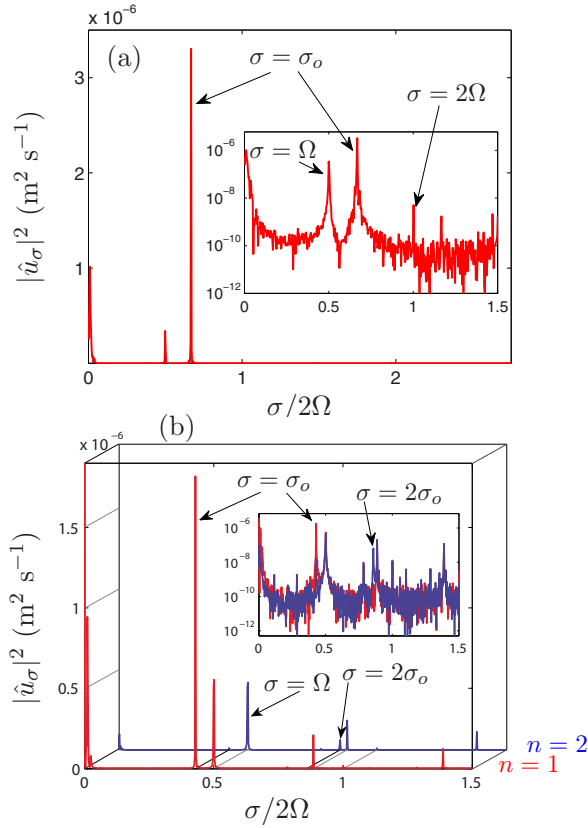 x 10⁻⁶
(a)
σ = σₒ
σ = 2Ω
σ = Ω
10⁻⁶
10⁻⁸
10⁻¹⁰
10⁻¹²
0 0.5 1 1.5
3
2
1
|û_σ|² (m² s⁻¹)
0 1 2
σ/2Ω
(b)
x 10⁻⁶
σ = σₒ
σ = 2σₒ
10⁻⁶
10⁻⁸
10⁻¹⁰
10⁻¹²
0 0.5 1 1.5
1.5
1
0.5
0
|û_σ|² (m² s⁻¹)
σ = Ω
σ = 2σₒ
n = 2
n = 1
0 0.5 1 1.5
σ/2Ω